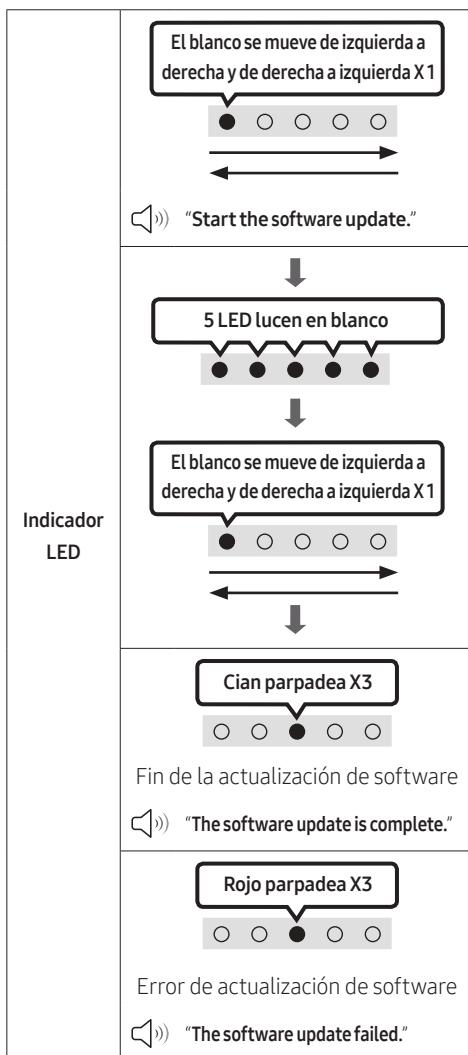 El blanco se mueve de izquierda a
derecha y de derecha a izquierda X 1
"Start the software update."
5 LED lucen en blanco
El blanco se mueve de izquierda a
derecha y de derecha a izquierda X 1
Indicador
LED
Cian parpadea X3
Fin de la actualización de software
"The software update is complete."
Rojo parpadea X3
Error de actualización de software
"The software update failed."